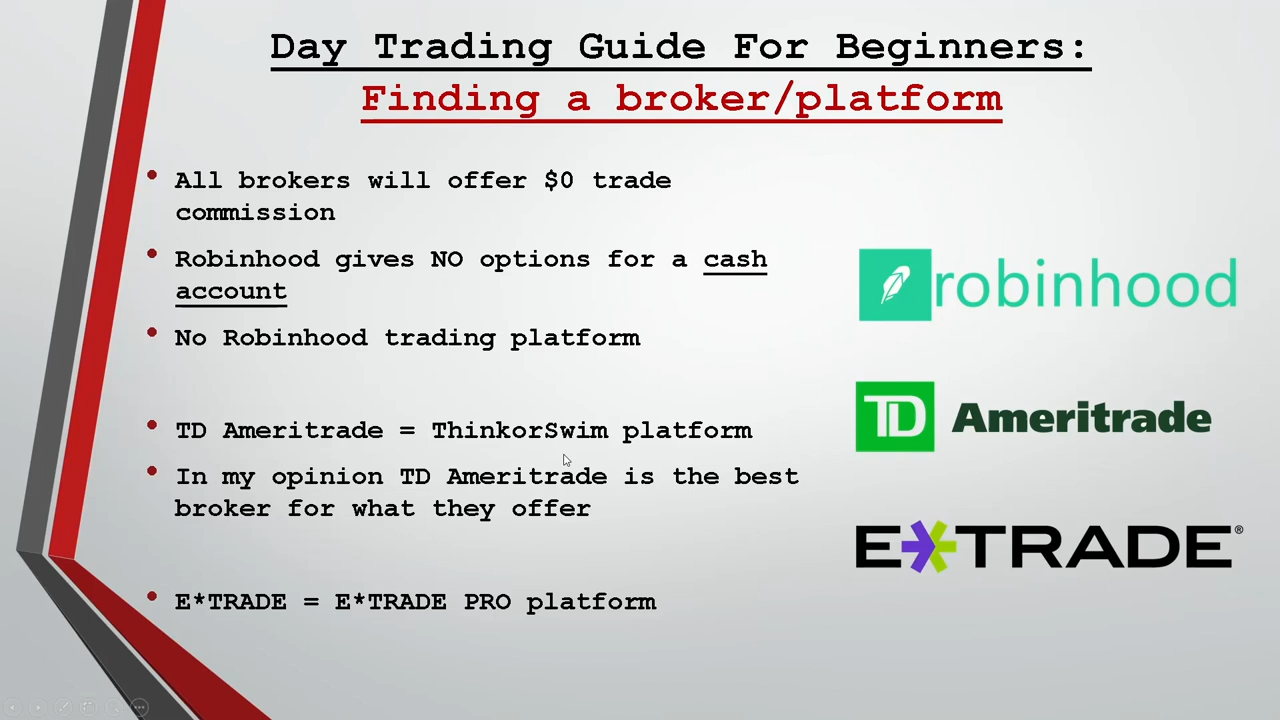 Day Trading Guide For Beginners:
Finding a broker/platform
• All brokers will offer $0 trade
commission
• Robinhood gives NO options for a cash
account
• No Robinhood trading platform
• TD Ameritrade = ThinkorSwim platform
• In my opinion TD Ameritrade is the best
broker for what they offer
• E*TRADE = E*TRADE PRO platform
robinhood
TD Ameritrade
E*TRADE®